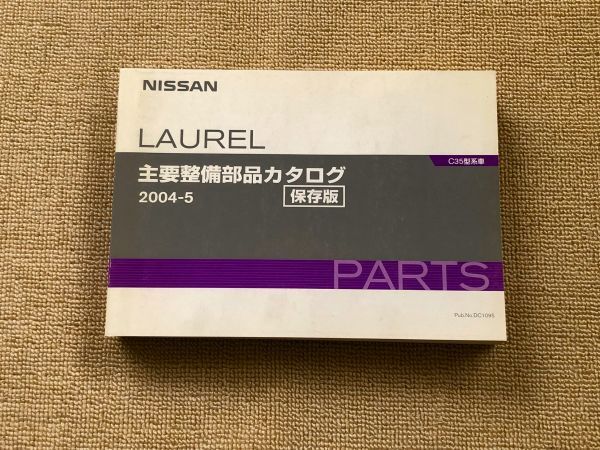 NISSAN
LAUREL
C35型系車
主要整備部品カタログ
2004-5 保存版
PARTS
Pub.No.DC1095